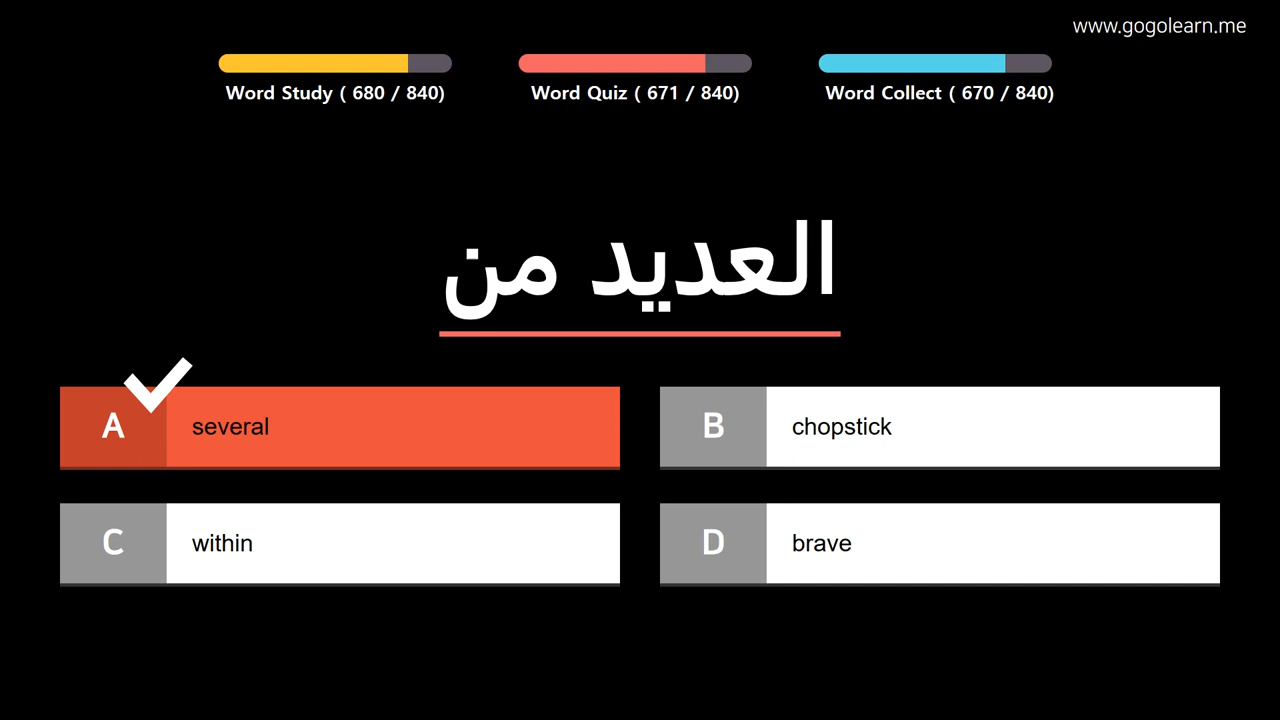 www.gogolearn.me
Word Study ( 680 / 840)
Word Quiz ( 671 / 840)
Word Collect ( 670 / 840)
العديد من
A several
B chopstick
C within
D brave